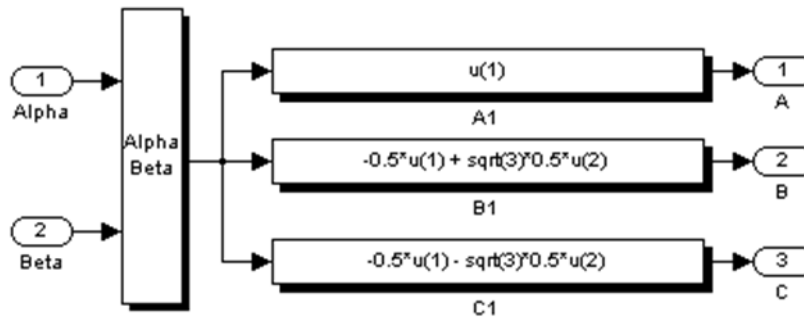 1
Alpha
2
Beta
Alpha
Beta
u(1)
A1
-0.5*u(1) + sqrt(3)*0.5*u(2)
B1
-0.5*u(1) - sqrt(3)*0.5*u(2)
C1
1
A
2
B
3
C